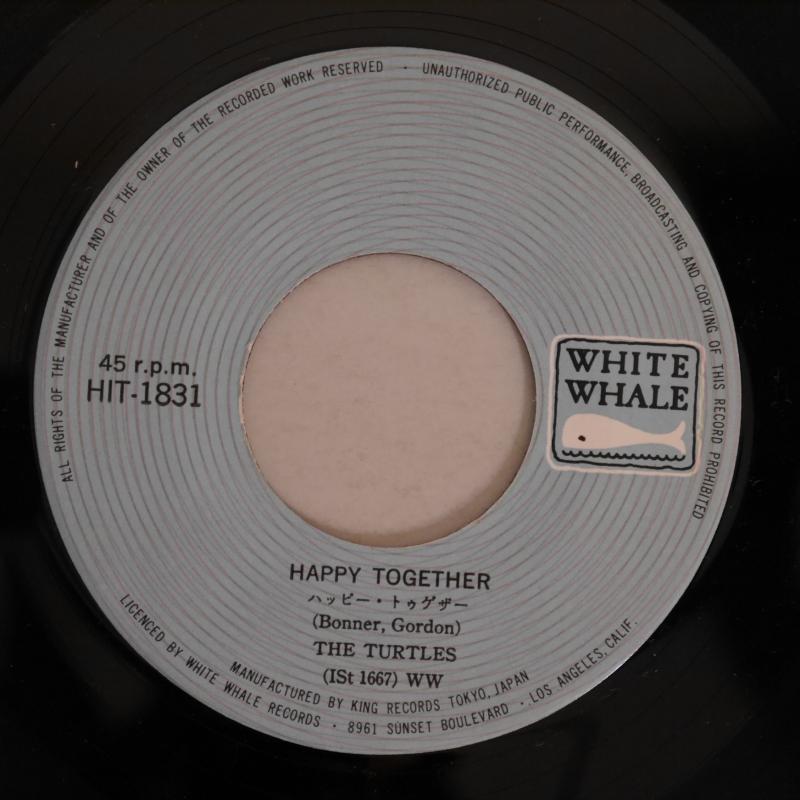 ALL RIGHTS OF THE MANUFACTURER AND OF THE OWNER OF THE RECORDED WORK RESERVED · UNAUTHORIZED PUBLIC PERFORMANCE, BROADCASTING AND COPYING OF THIS RECORD PROHIBITED
45 r.p.m.
HIT-1831
WHITE
WHALE
HAPPY TOGETHER
ハッピー・トゥゲザー
(Bonner, Gordon)
THE TURTLES
(ISt 1667) WW
MANUFACTURED BY KING RECORDS TOKYO, JAPAN
LICENCED BY WHITE WHALE RECORDS · 8961 SUNSET BOULEVARD · LOS ANGELES, CALIF.